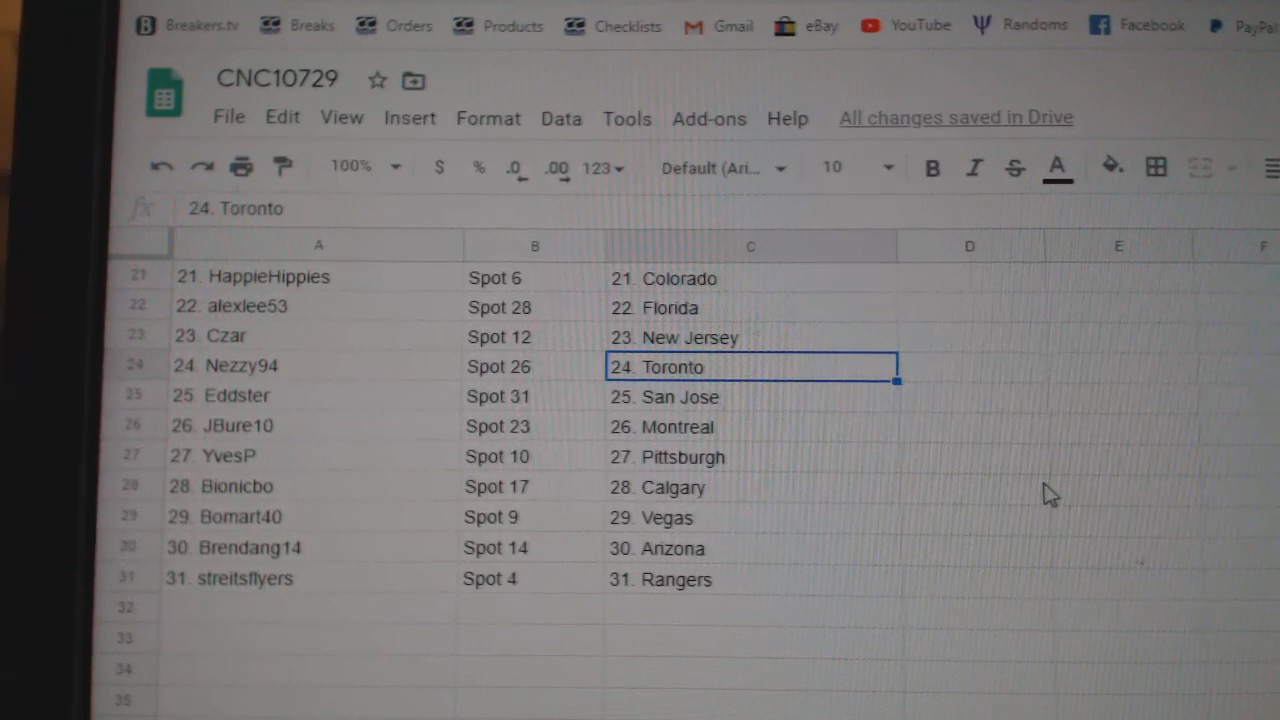 Breakers.tv Breaks Orders Products Checklists Gmail eBay YouTube Randoms Facebook PayPal
CNC10729
File Edit View Insert Format Data Tools Add-ons Help All changes saved in Drive
100% $ % .0 .00 123 Default (Ari... 10 B I S A
fx 24. Toronto
A B C D E F
21 21. HappieHippies Spot 6 21. Colorado
22 22. alexlee53 Spot 28 22. Florida
23 23. Czar Spot 12 23. New Jersey
24 24. Nezzy94 Spot 26 24. Toronto
25 25. Eddster Spot 31 25. San Jose
26 26. JBure10 Spot 23 26. Montreal
27 27. YvesP Spot 10 27. Pittsburgh
28 28. Bionicbo Spot 17 28. Calgary
29 29. Bomart40 Spot 9 29. Vegas
30 30. Brendang14 Spot 14 30. Arizona
31 31. streitsflyers Spot 4 31. Rangers
32
33
34
35